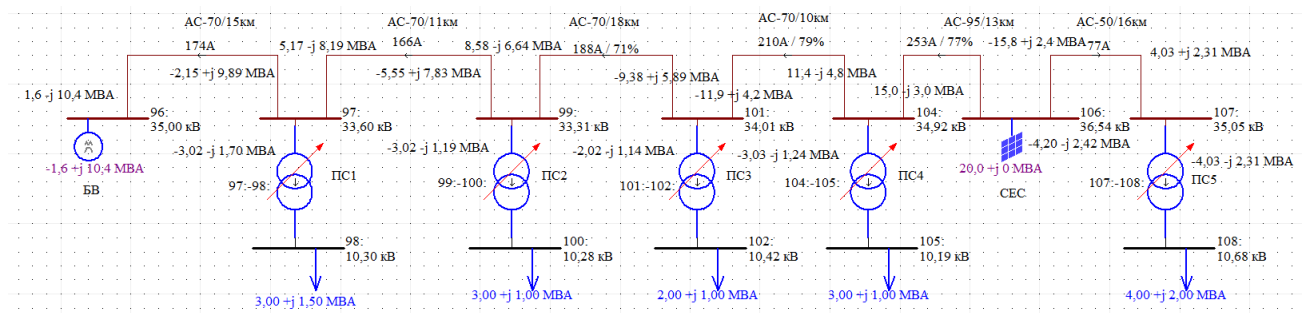 АС-70/15км
АС-70/11км
АС-70/18км
АС-70/10км
АС-95/13км
АС-50/16км
174А
5,17 -j 8,19 МВА
166А
8,58 -j 6,64 МВА
188А / 71%
210А / 79%
253А / 77%
-15,8 +j 2,4 МВА
77А
4,03 +j 2,31 МВА
-2,15 +j 9,89 МВА
-5,55 +j 7,83 МВА
-9,38 +j 5,89 МВА
11,4 -j 4,8 МВА
1,6 -j 10,4 МВА
-11,9 +j 4,2 МВА
15,0 -j 3,0 МВА
96:
35,00 кВ
97:
33,60 кВ
99:
33,31 кВ
101:
34,01 кВ
104:
34,92 кВ
106:
36,54 кВ
107:
35,05 кВ
-3,02 -j 1,70 МВА
-3,02 -j 1,19 МВА
-2,02 -j 1,14 МВА
-3,03 -j 1,24 МВА
-4,20 -j 2,42 МВА
-4,03 -j 2,31 МВА
-1,6 +j 10,4 МВА
БВ
97:-98:
ПС1
99:-100:
ПС2
101:-102:
ПС3
104:-105:
ПС4
20,0 +j 0 МВА
СЕС
107:-108:
ПС5
98:
10,30 кВ
100:
10,28 кВ
102:
10,42 кВ
105:
10,19 кВ
108:
10,68 кВ
3,00 +j 1,50 МВА
3,00 +j 1,00 МВА
2,00 +j 1,00 МВА
3,00 +j 1,00 МВА
4,00 +j 2,00 МВА